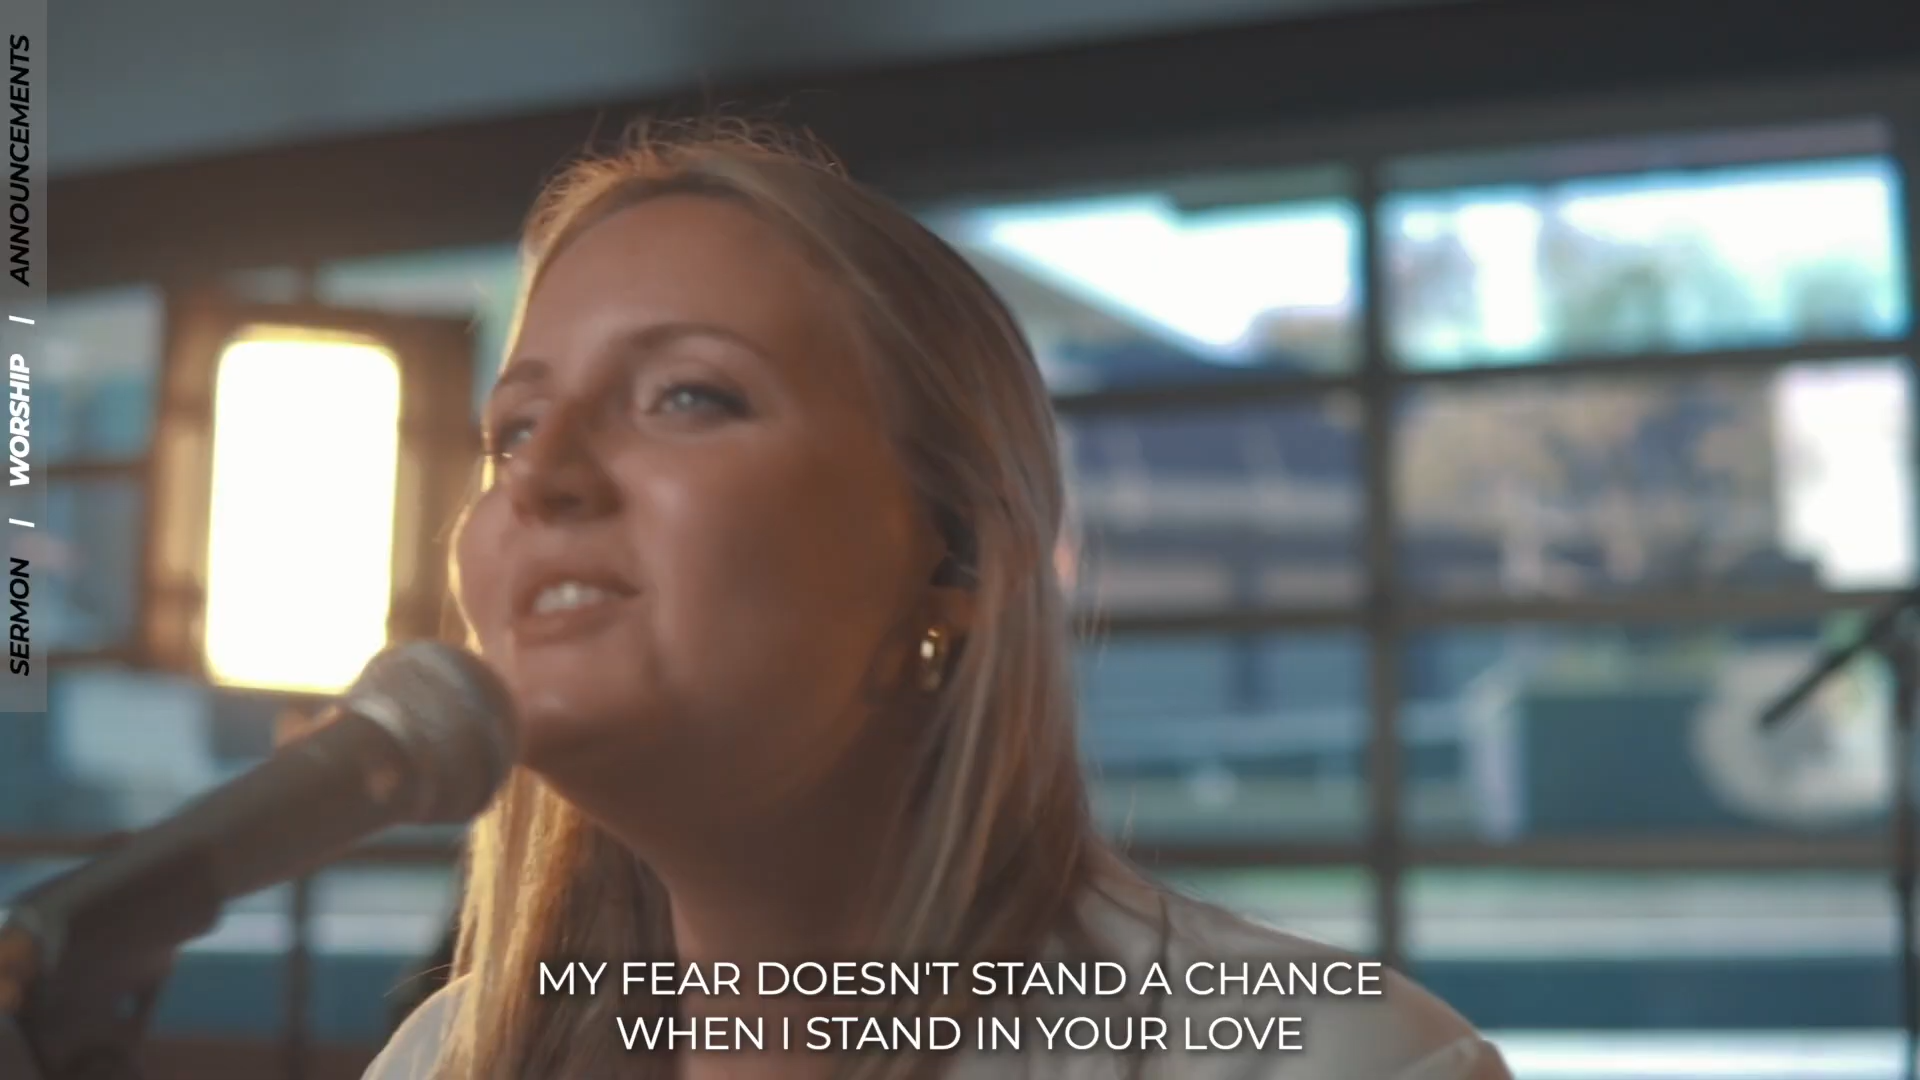 ANNOUNCEMENTS
|
WORSHIP
|
SERMON
MY FEAR DOESN'T STAND A CHANCE
WHEN I STAND IN YOUR LOVE